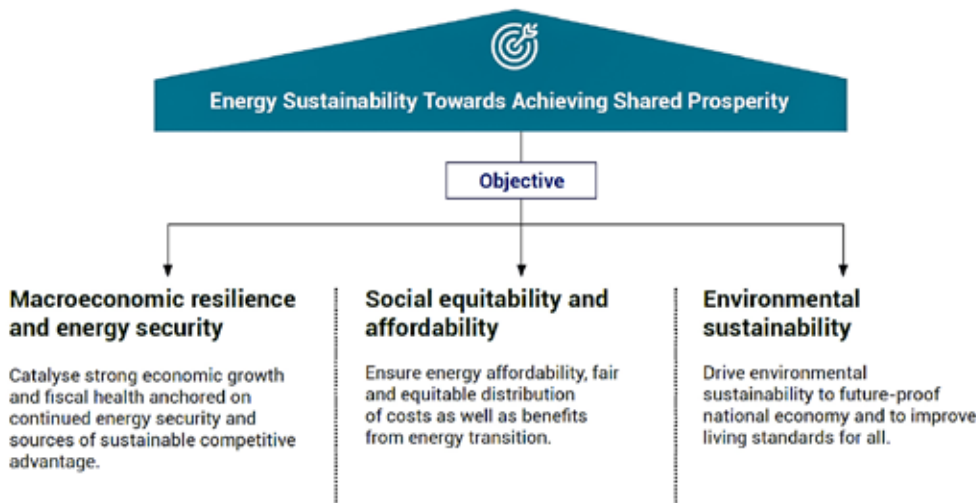 Energy Sustainability Towards Achieving Shared Prosperity
Objective
Macroeconomic resilience
and energy security
Catalyse strong economic growth
and fiscal health anchored on
continued energy security and
sources of sustainable competitive
advantage.
Social equitability and
affordability
Ensure energy affordability, fair
and equitable distribution
of costs as well as benefits
from energy transition.
Environmental
sustainability
Drive environmental
sustainability to future-proof
national economy and to improve
living standards for all.